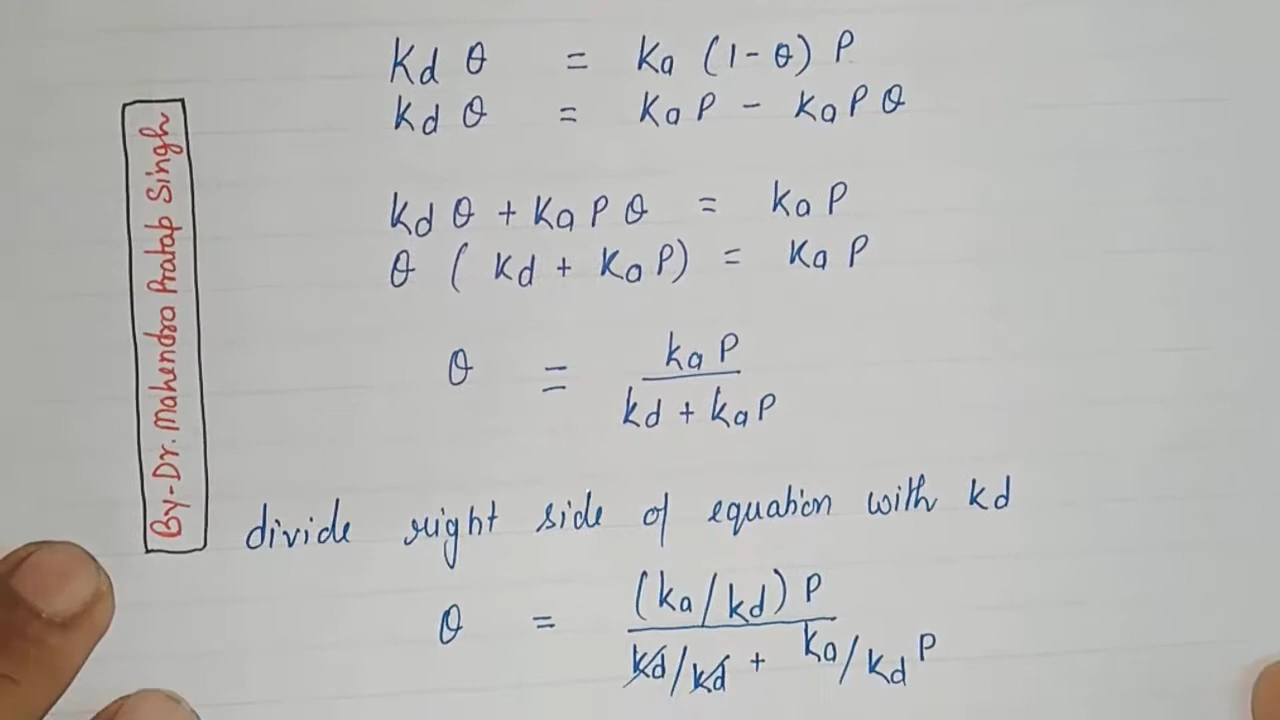 Kd θ = Ka (1-θ) P
Kd θ = Ka P - Ka P θ
Kd θ + Ka P θ = Ka P
θ ( Kd + Ka P) = Ka P
θ = Ka P / Kd + Ka P
divide right side of equation with Kd
θ = (Ka/Kd) P / Kd/Kd + Ka/Kd P
By-Dr. Mahendra Pratap Singh